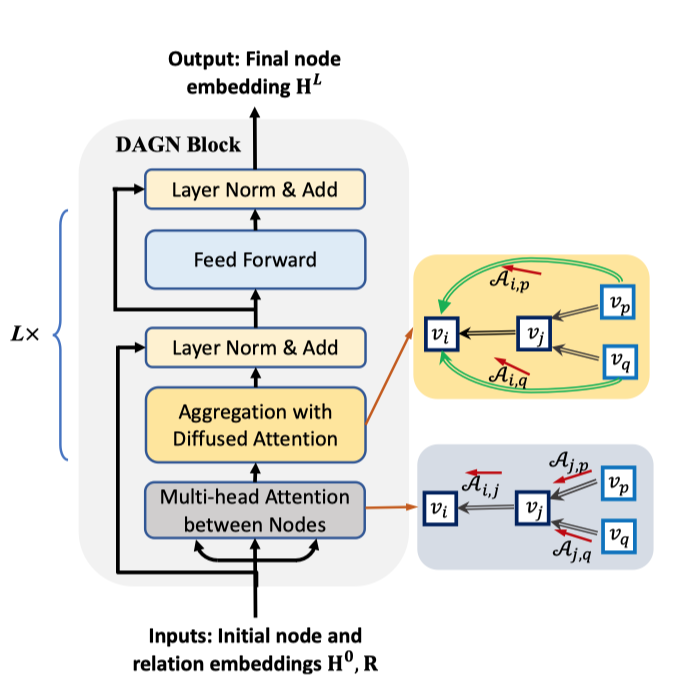 Output: Final node
embedding H^L
DAGN Block
Layer Norm & Add
Feed Forward
L×
Layer Norm & Add
Aggregation with
Diffused Attention
Multi-head Attention
between Nodes
Inputs: Initial node and
relation embeddings H^0, R
𝒜_{i,p}
v_p
v_i
v_j
v_q
𝒜_{i,q}
𝒜_{j,p}
𝒜_{i,j}
v_p
v_i
v_j
v_q
𝒜_{j,q}